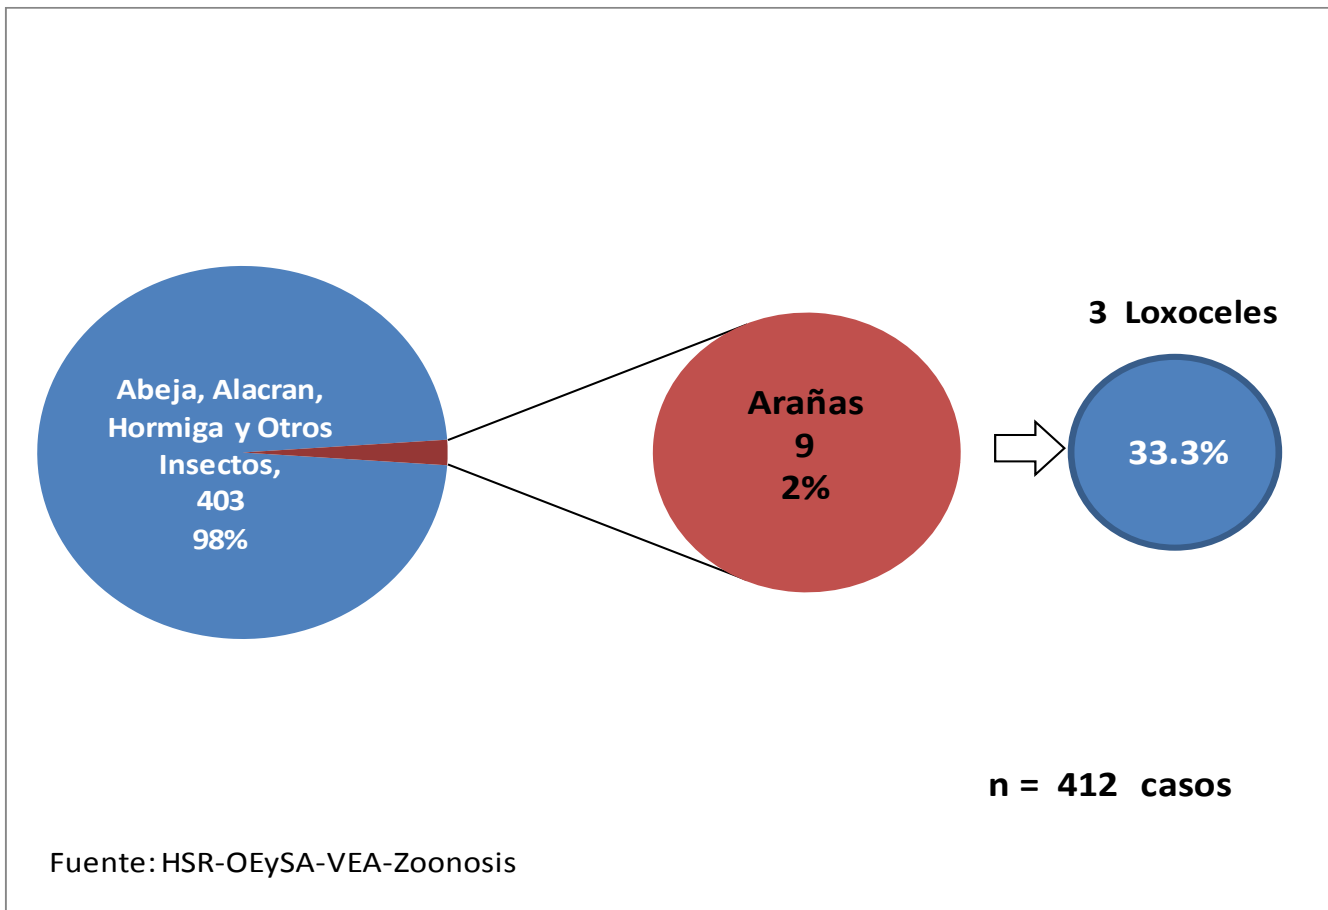 Abeja, Alacran,
Hormiga y Otros
Insectos,
403
98%
Arañas
9
2%
3 Loxoceles
33.3%
n = 412 casos
Fuente: HSR-OEySA-VEA-Zoonosis